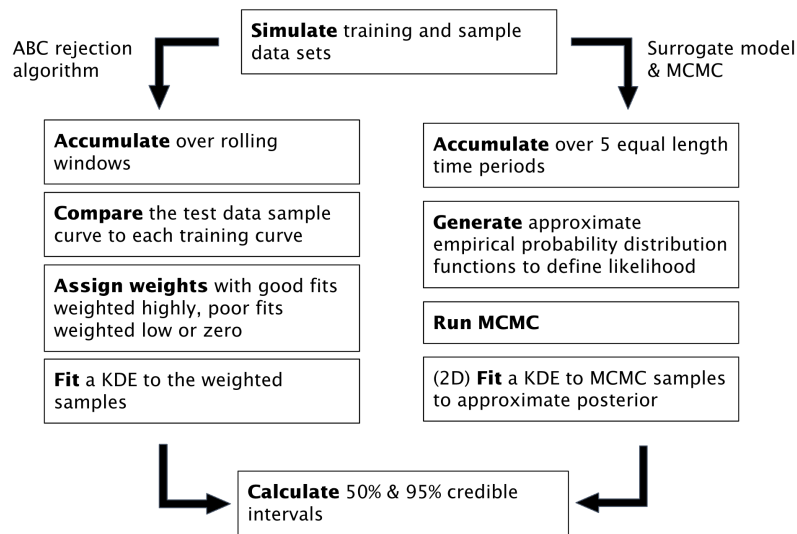 Simulate training and sample
data sets
ABC rejection
algorithm
Surrogate model
& MCMC
Accumulate over rolling
windows
Compare the test data sample
curve to each training curve
Assign weights with good fits
weighted highly, poor fits
weighted low or zero
Fit a KDE to the weighted
samples
Accumulate over 5 equal length
time periods
Generate approximate
empirical probability distribution
functions to define likelihood
Run MCMC
(2D) Fit a KDE to MCMC samples
to approximate posterior
Calculate 50% & 95% credible
intervals